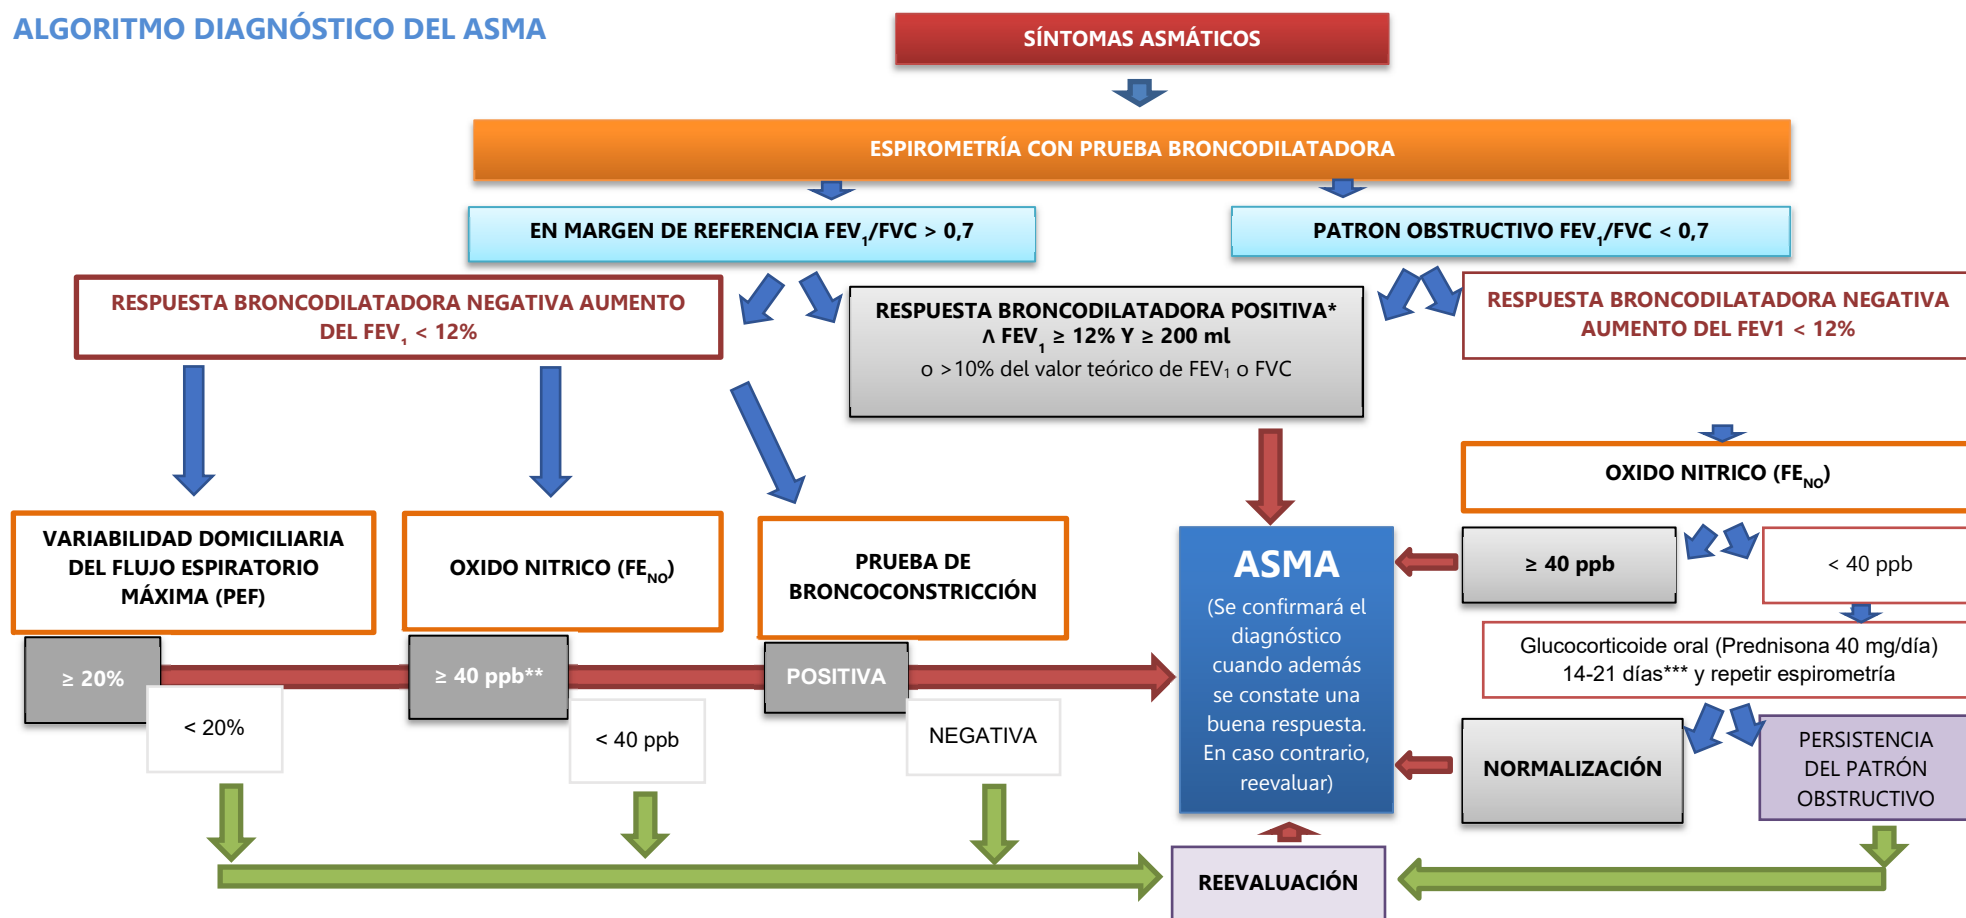 ALGORITMO DIAGNÓSTICO DEL ASMA
SÍNTOMAS ASMÁTICOS
ESPIROMETRÍA CON PRUEBA BRONCODILATADORA
EN MARGEN DE REFERENCIA FEV₁/FVC > 0,7
PATRON OBSTRUCTIVO FEV₁/FVC < 0,7
RESPUESTA BRONCODILATADORA NEGATIVA AUMENTO
DEL FEV₁ < 12%
RESPUESTA BRONCODILATADORA POSITIVA*
Λ FEV₁ ≥ 12% Y ≥ 200 ml
o >10% del valor teórico de FEV₁ o FVC
RESPUESTA BRONCODILATADORA NEGATIVA
AUMENTO DEL FEV1 < 12%
OXIDO NITRICO (FE_NO)
VARIABILIDAD DOMICILIARIA
DEL FLUJO ESPIRATORIO
MÁXIMA (PEF)
OXIDO NITRICO (FE_NO)
PRUEBA DE
BRONCOCONSTRICCIÓN
≥ 20%
< 20%
≥ 40 ppb**
< 40 ppb
POSITIVA
NEGATIVA
ASMA
(Se confirmará el
diagnóstico
cuando además
se constate una
buena respuesta.
En caso contrario,
reevaluar)
≥ 40 ppb
< 40 ppb
Glucocorticoide oral (Prednisona 40 mg/día)
14-21 días*** y repetir espirometría
NORMALIZACIÓN
PERSISTENCIA
DEL PATRÓN
OBSTRUCTIVO
REEVALUACIÓN